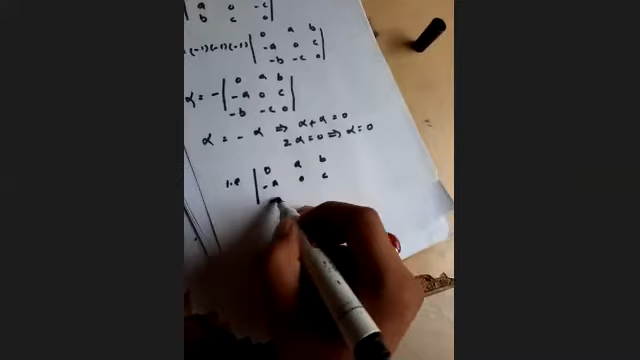 | a 0 -c |
| b c 0 |
(-1)(-1)(-1) | 0 a b |
| -a 0 c |
| -b -c 0 |
α = - | 0 a b |
| -a 0 c |
| -b -c 0 |
α = - α ⇒ α + α = 0
2α = 0 ⇒ α = 0
i.e | 0 a b
-a 0 c